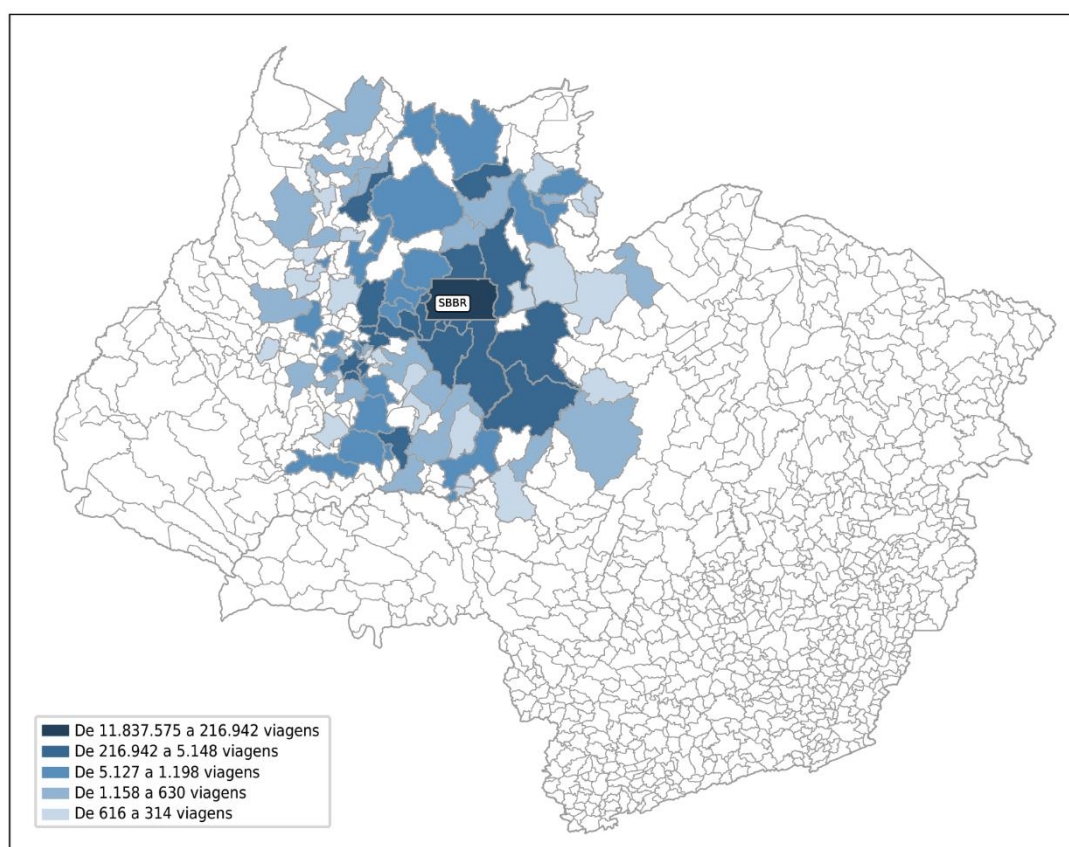 SBBR
De 11.837.575 a 216.942 viagens
De 216.942 a 5.148 viagens
De 5.127 a 1.198 viagens
De 1.158 a 630 viagens
De 616 a 314 viagens